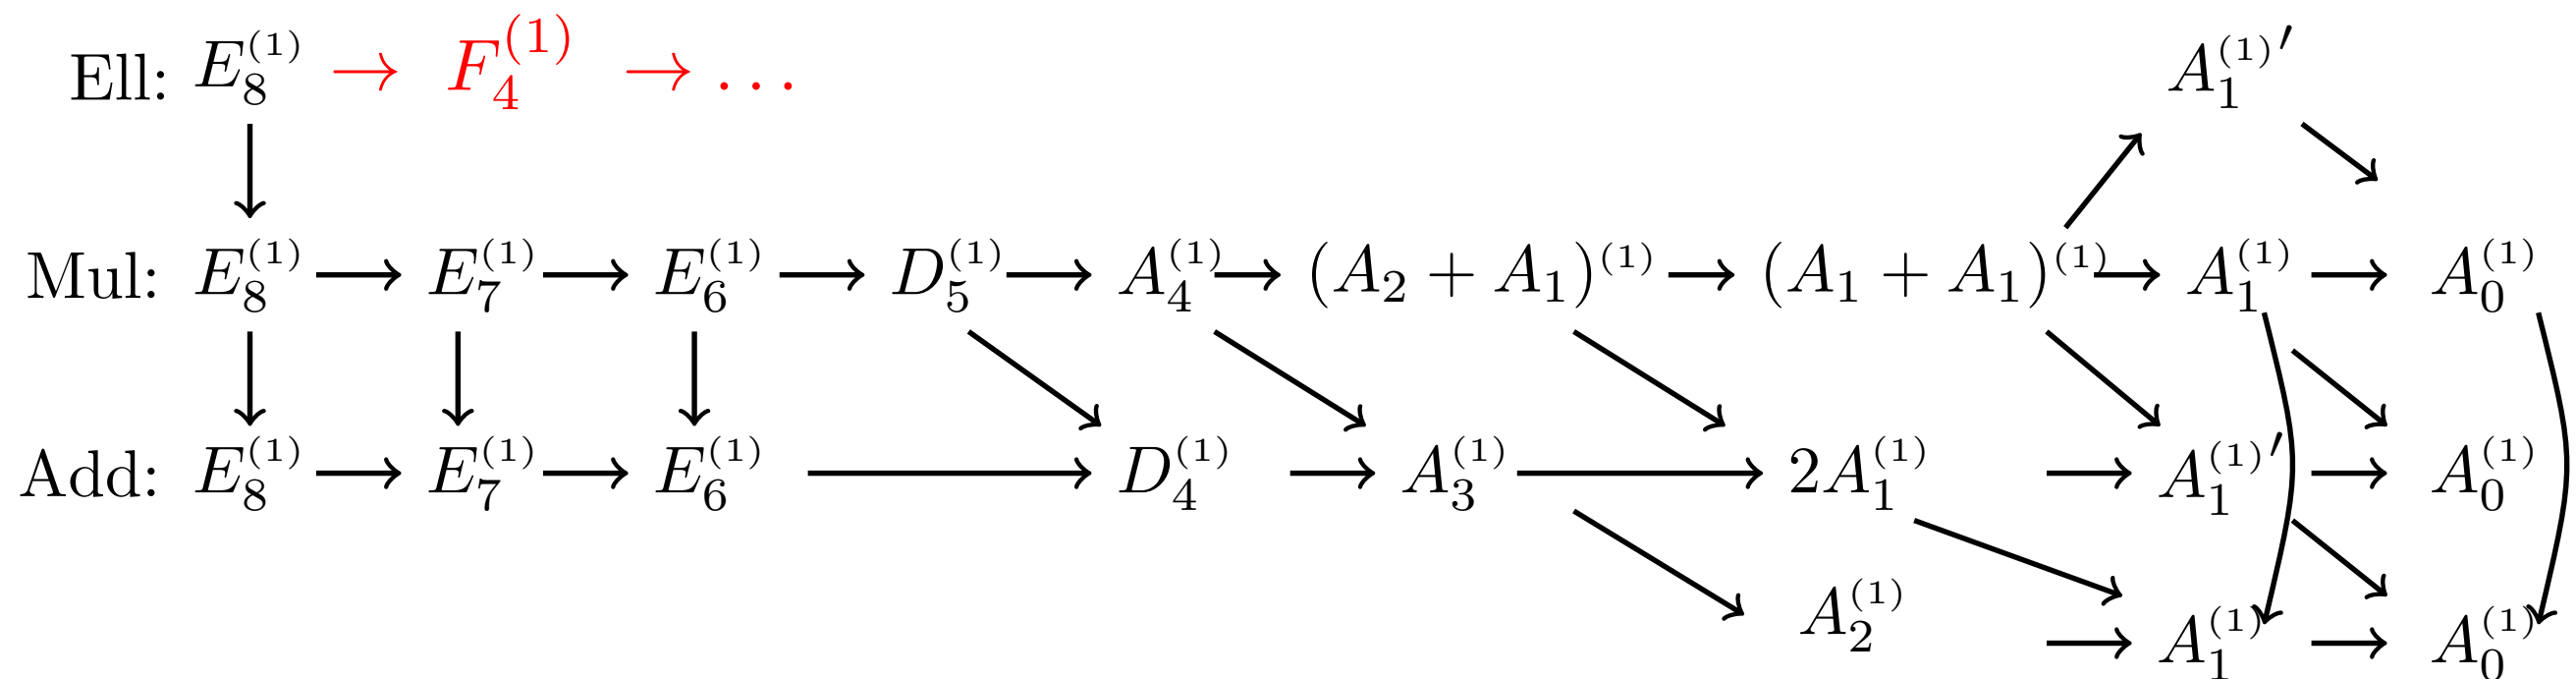 Ell: E_8^{(1)} → F_4^{(1)} → … A_1^{(1)′}
Mul: E_8^{(1)} → E_7^{(1)} → E_6^{(1)} → D_5^{(1)} → A_4^{(1)} → (A_2 + A_1)^{(1)} → (A_1 + A_1)^{(1)} → A_1^{(1)} → A_0^{(1)}
Add: E_8^{(1)} → E_7^{(1)} → E_6^{(1)} → D_4^{(1)} → A_3^{(1)} → 2A_1^{(1)} → A_1^{(1)′} → A_0^{(1)}
A_2^{(1)} → A_1^{(1)} → A_0^{(1)}